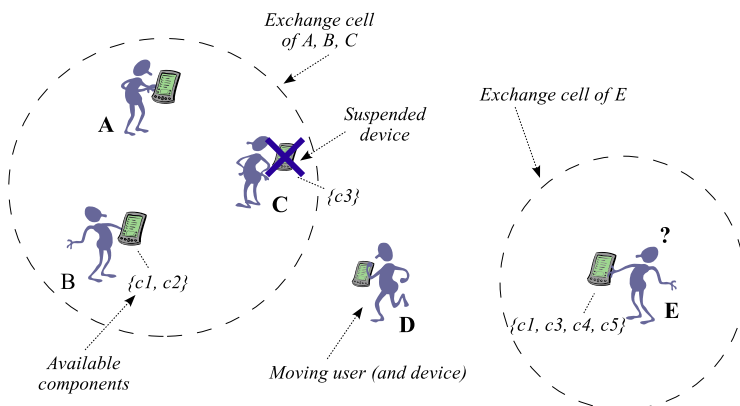 Exchange cell
of A, B, C
A
Suspended
device
Exchange cell of E
C
{c3}
B
{c1, c2}
?
D
E
{c1, c3, c4, c5}
Available
components
Moving user (and device)